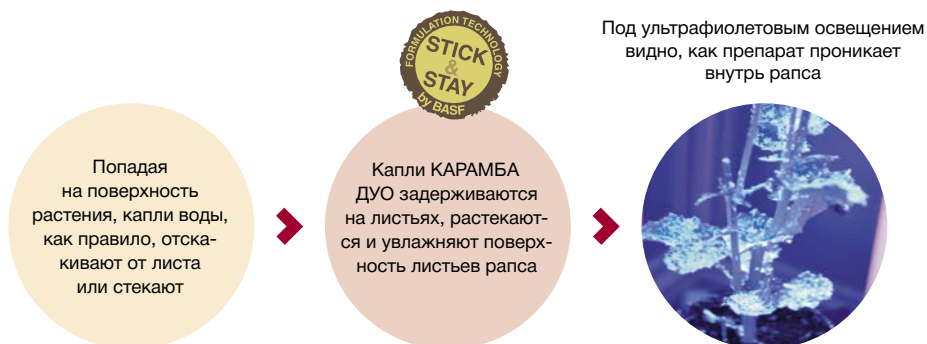 FORMULATION TECHNOLOGY
STICK
&
STAY
by BASF
Под ультрафиолетовым освещением
видно, как препарат проникает
внутрь рапса
Попадая
на поверхность
растения, капли воды,
как правило, отска-
кивают от листа
или стекают
Капли КАРАМБА
ДУО задерживаются
на листьях, растекают-
ся и увлажняют поверх-
ность листьев рапса